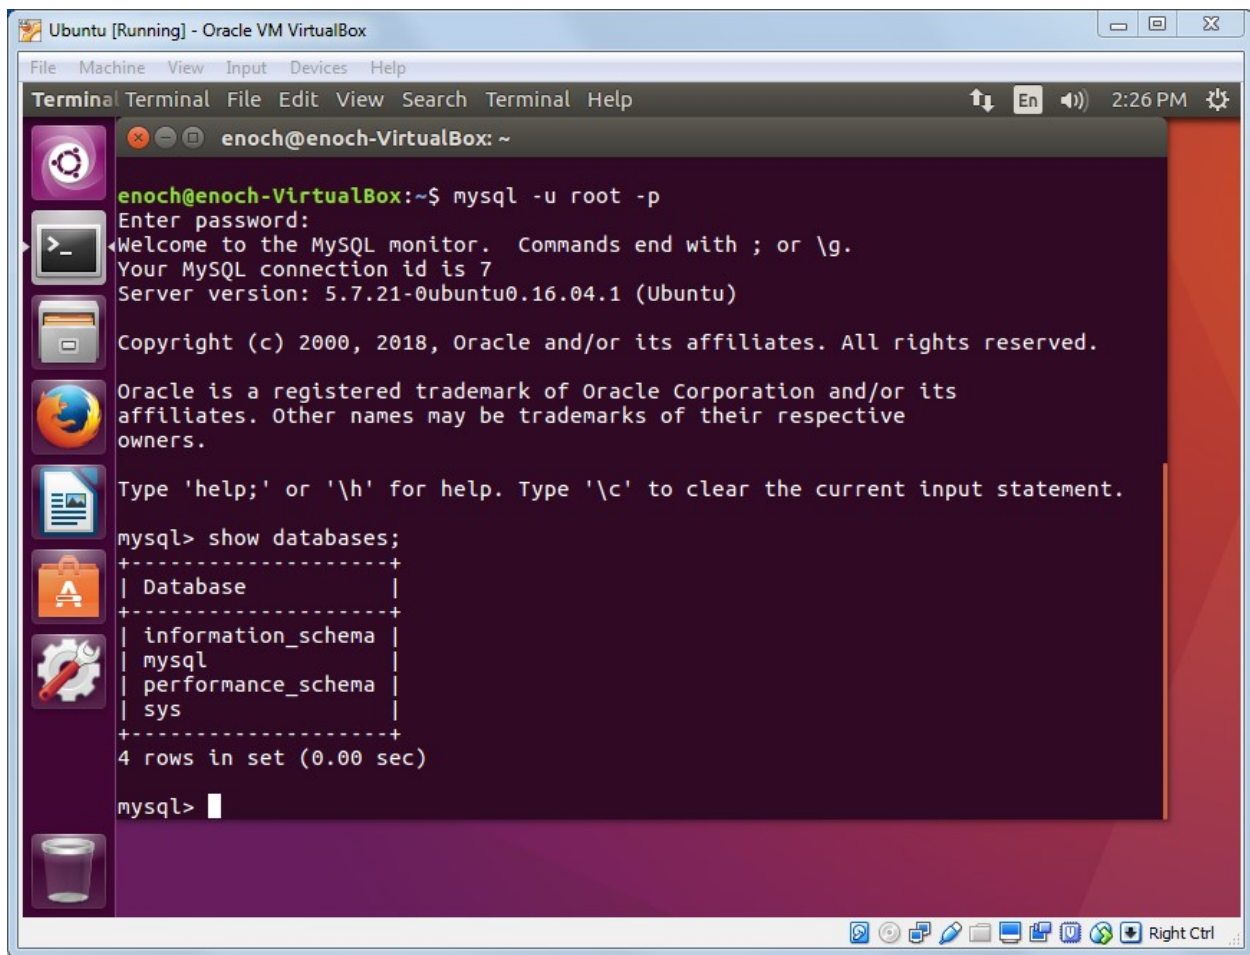 Ubuntu [Running] - Oracle VM VirtualBox
File Machine View Input Devices Help
Terminal Terminal File Edit View Search Terminal Help En 2:26 PM
enoch@enoch-VirtualBox: ~
enoch@enoch-VirtualBox:~$ mysql -u root -p
Enter password:
Welcome to the MySQL monitor.  Commands end with ; or \g.
Your MySQL connection id is 7
Server version: 5.7.21-0ubuntu0.16.04.1 (Ubuntu)
Copyright (c) 2000, 2018, Oracle and/or its affiliates. All rights reserved.
Oracle is a registered trademark of Oracle Corporation and/or its
affiliates. Other names may be trademarks of their respective
owners.
Type 'help;' or '\h' for help. Type '\c' to clear the current input statement.
mysql> show databases;
+--------------------+
| Database           |
+--------------------+
| information_schema |
| mysql              |
| performance_schema |
| sys                |
+--------------------+
4 rows in set (0.00 sec)
mysql>
Right Ctrl